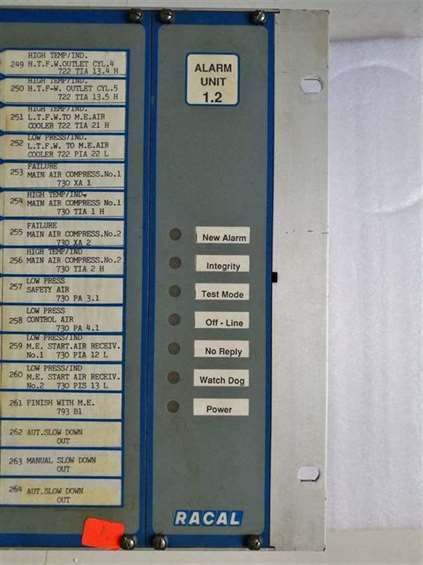 HIGH TEMP/IND.
249 H.T.F.W.OUTLET CYL.4
722 TIA 13.4 H
HIGH TEMP/IND.
250 H.T.F-W. OUTLET CYL.5
722 TIA 13.5 H
HIGH TEMP/IND.
251 L.T.F.W. TO M.E.AIR
COOLER 722 TIA 21 H
LOW PRESS/IND.
252 L.T.F.W. TO M.E.AIR
COOLER 722 PIA 22 L
253 FAILURE
MAIN AIR COMPRESS.No.1
730 XA 1
HIGH TEMP/IND.
254 MAIN AIR COMPRESS No.1
730 TIA 1 H
255 FAILURE
MAIN AIR COMPRESS.No.2
730 XA 2
HIGH TEMP/IND
256 MAIN AIR COMPRESS.No.2
730 TIA 2 H
257 LOW PRESS
SAFETY AIR
730 PA 3.1
LOW PRESS
258 CONTROL AIR
730 PA 4.1
LOW PRESS/IND
259 M.E. START.AIR RECEIV.
No.1 730 PIA 12 L
LOW PRESS/IND
260 M.E. START AIR RECEIV.
No.2 730 PIS 13 L
261 FINISH WITH M.E.
793 B1
262 AUT.SLOW DOWN
OUT
263 MANUAL SLOW DOWN
OUT
264 AUT.SLOW DOWN
OUT
ALARM
UNIT
1.2
New Alarm
Integrity
Test Mode
Off - Line
No Reply
Watch Dog
Power
RACAL